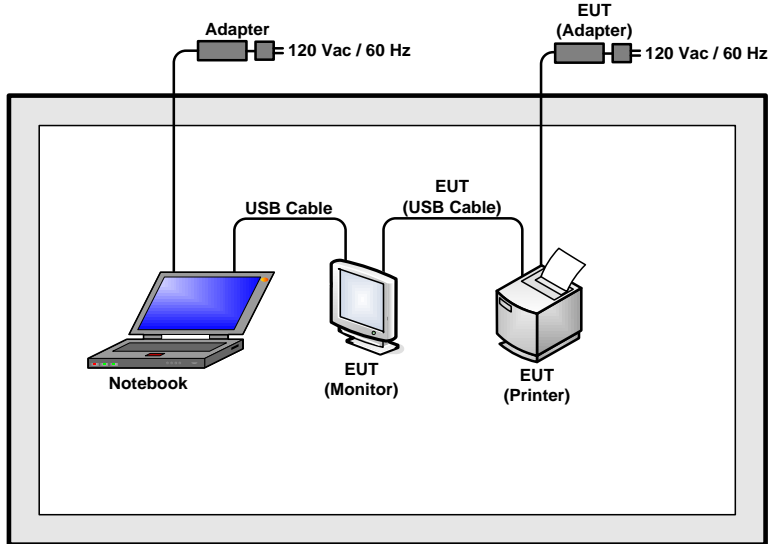 Adapter
120 Vac / 60 Hz
EUT
(Adapter)
120 Vac / 60 Hz
USB Cable
EUT
(USB Cable)
Notebook
EUT
(Monitor)
EUT
(Printer)